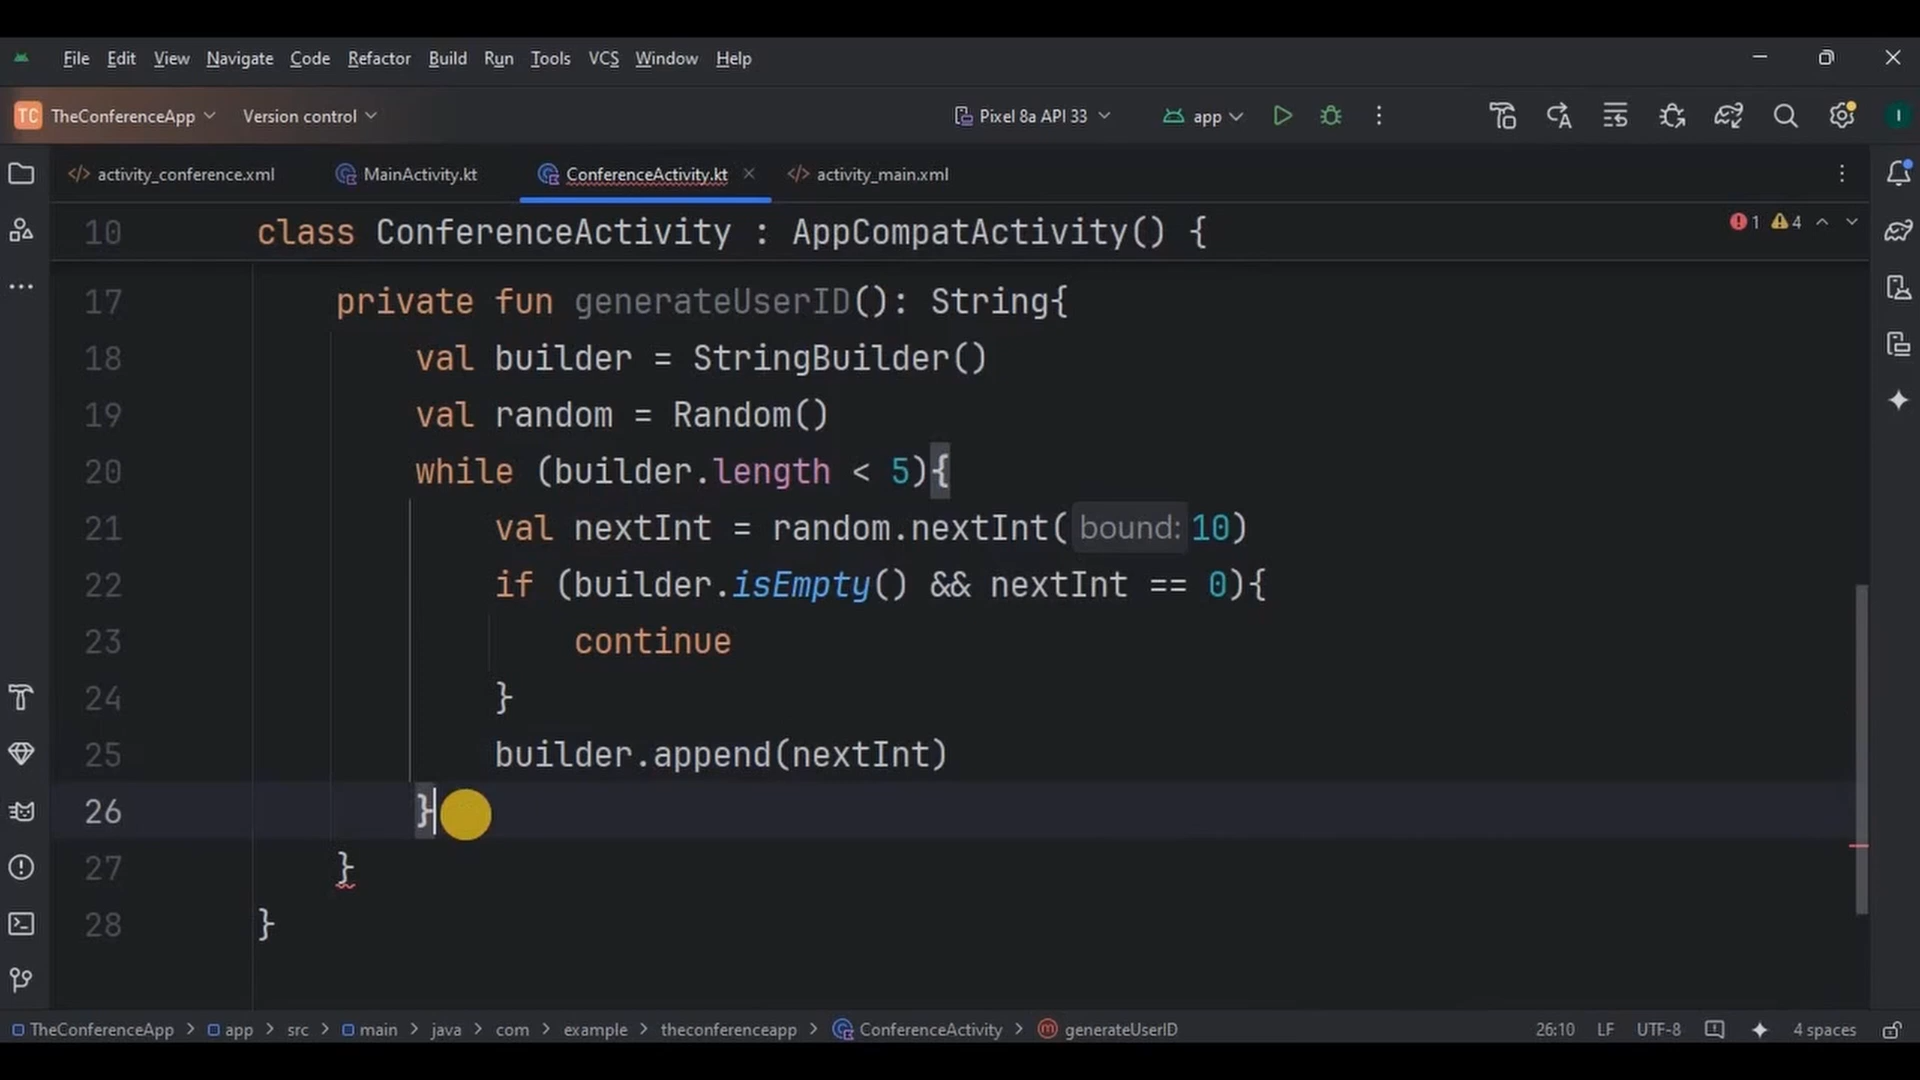 File Edit View Navigate Code Refactor Build Run Tools VCS Window Help
TC TheConferenceApp Version control Pixel 8a API 33 app I
</> activity_conference.xml MainActivity.kt ConferenceActivity.kt </> activity_main.xml
10 class ConferenceActivity : AppCompatActivity() { 1 4
17 private fun generateUserID(): String{
18 val builder = StringBuilder()
19 val random = Random()
20 while (builder.length < 5){
21 val nextInt = random.nextInt(bound: 10)
22 if (builder.isEmpty() && nextInt == 0){
23 continue
24 }
25 builder.append(nextInt)
26 }
27 }
28 }
TheConferenceApp > app > src > main > java > com > example > theconferenceapp > ConferenceActivity > m generateUserID 26:10 LF UTF-8 4 spaces